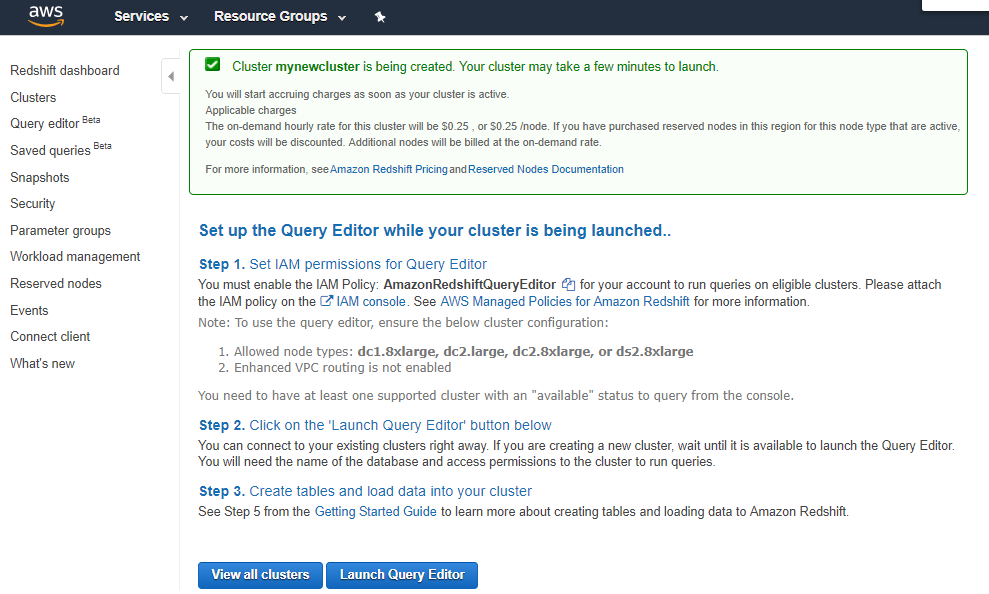 aws
Services
Resource Groups
Redshift dashboard
Clusters
Query editor Beta
Saved queries Beta
Snapshots
Security
Parameter groups
Workload management
Reserved nodes
Events
Connect client
What's new
Cluster mynewcluster is being created. Your cluster may take a few minutes to launch.
You will start accruing charges as soon as your cluster is active.
Applicable charges
The on-demand hourly rate for this cluster will be $0.25 , or $0.25 /node. If you have purchased reserved nodes in this region for this node type that are active,
your costs will be discounted. Additional nodes will be billed at the on-demand rate.
For more information, see Amazon Redshift Pricing and Reserved Nodes Documentation
Set up the Query Editor while your cluster is being launched..
Step 1. Set IAM permissions for Query Editor
You must enable the IAM Policy: AmazonRedshiftQueryEditor for your account to run queries on eligible clusters. Please attach
the IAM policy on the IAM console. See AWS Managed Policies for Amazon Redshift for more information.
Note: To use the query editor, ensure the below cluster configuration:
1. Allowed node types: dc1.8xlarge, dc2.large, dc2.8xlarge, or ds2.8xlarge
2. Enhanced VPC routing is not enabled
You need to have at least one supported cluster with an "available" status to query from the console.
Step 2. Click on the 'Launch Query Editor' button below
You can connect to your existing clusters right away. If you are creating a new cluster, wait until it is available to launch the Query Editor.
You will need the name of the database and access permissions to the cluster to run queries.
Step 3. Create tables and load data into your cluster
See Step 5 from the Getting Started Guide to learn more about creating tables and loading data to Amazon Redshift.
View all clusters
Launch Query Editor